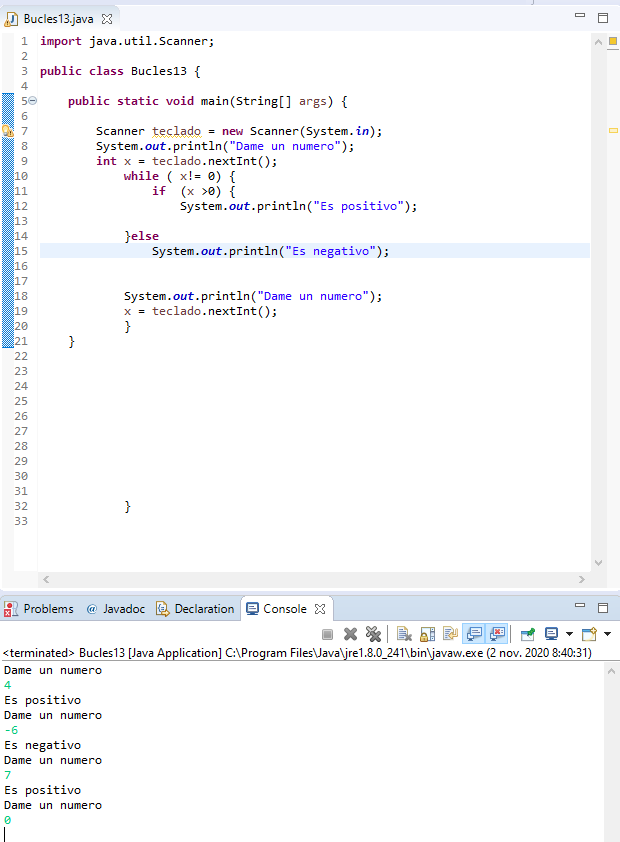 Bucles13.java
1 import java.util.Scanner;
2
3 public class Bucles13 {
4
5 public static void main(String[] args) {
6
7 Scanner teclado = new Scanner(System.in);
8 System.out.println("Dame un numero");
9 int x = teclado.nextInt();
10 while ( x!= 0) {
11 if  (x >0) {
12 System.out.println("Es positivo");
13
14 }else
15 System.out.println("Es negativo");
16
17
18 System.out.println("Dame un numero");
19 x = teclado.nextInt();
20 }
21 }
22
23
24
25
26
27
28
29
30
31
32 }
33
Problems @ Javadoc Declaration Console
<terminated> Bucles13 [Java Application] C:\Program Files\Java\jre1.8.0_241\bin\javaw.exe (2 nov. 2020 8:40:31)
Dame un numero
4
Es positivo
Dame un numero
-6
Es negativo
Dame un numero
7
Es positivo
Dame un numero
0